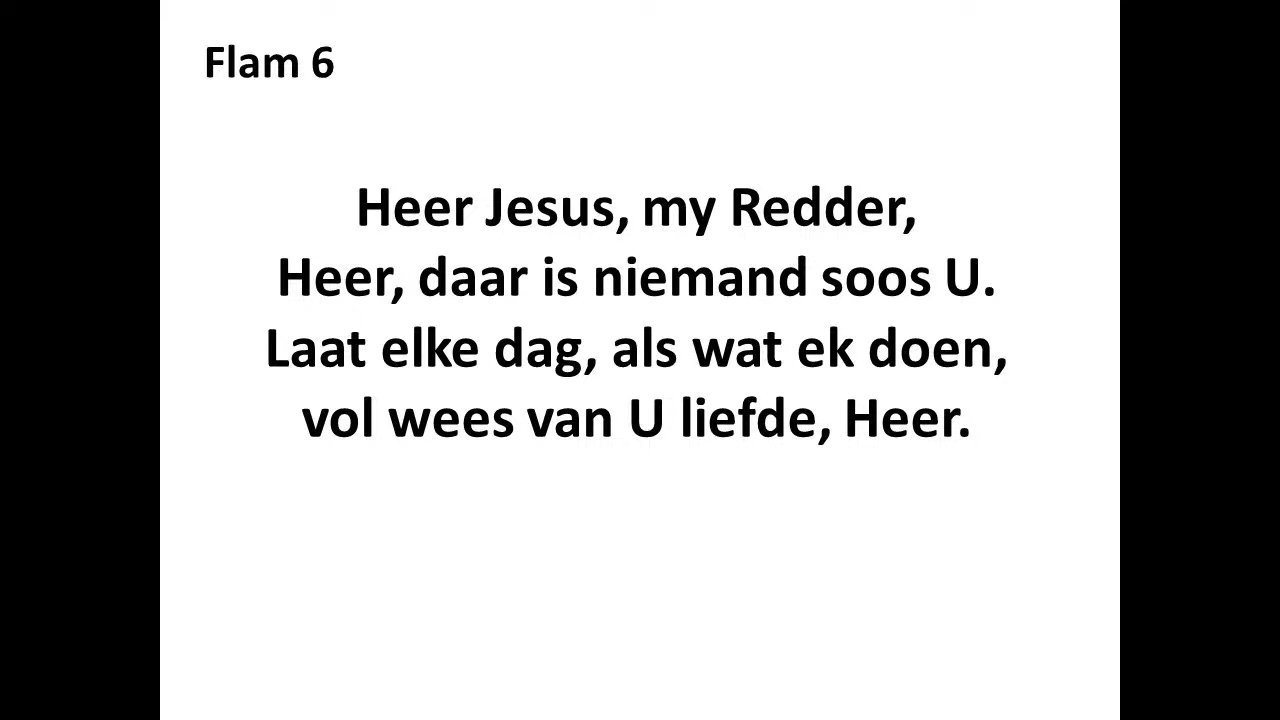 Flam 6
Heer Jesus, my Redder,
Heer, daar is niemand soos U.
Laat elke dag, als wat ek doen,
vol wees van U liefde, Heer.